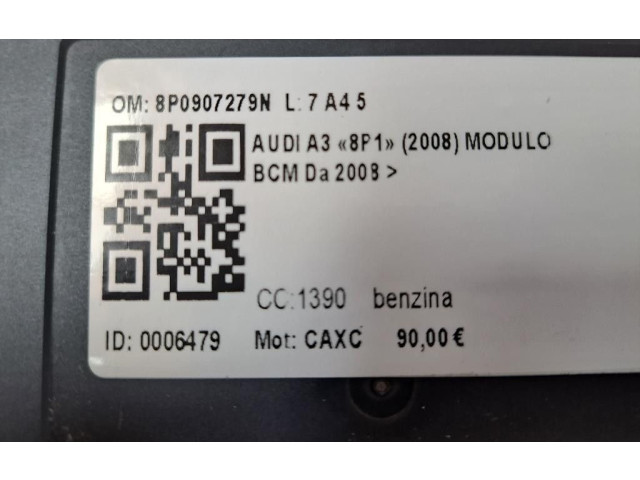 OM: 8P0907279N L: 7 A4 5
AUDI A3 «8P1» (2008) MODULO
BCM Da 2008 >
CC:1390 benzina
ID: 0006479 Mot: CAXC 90,00 €